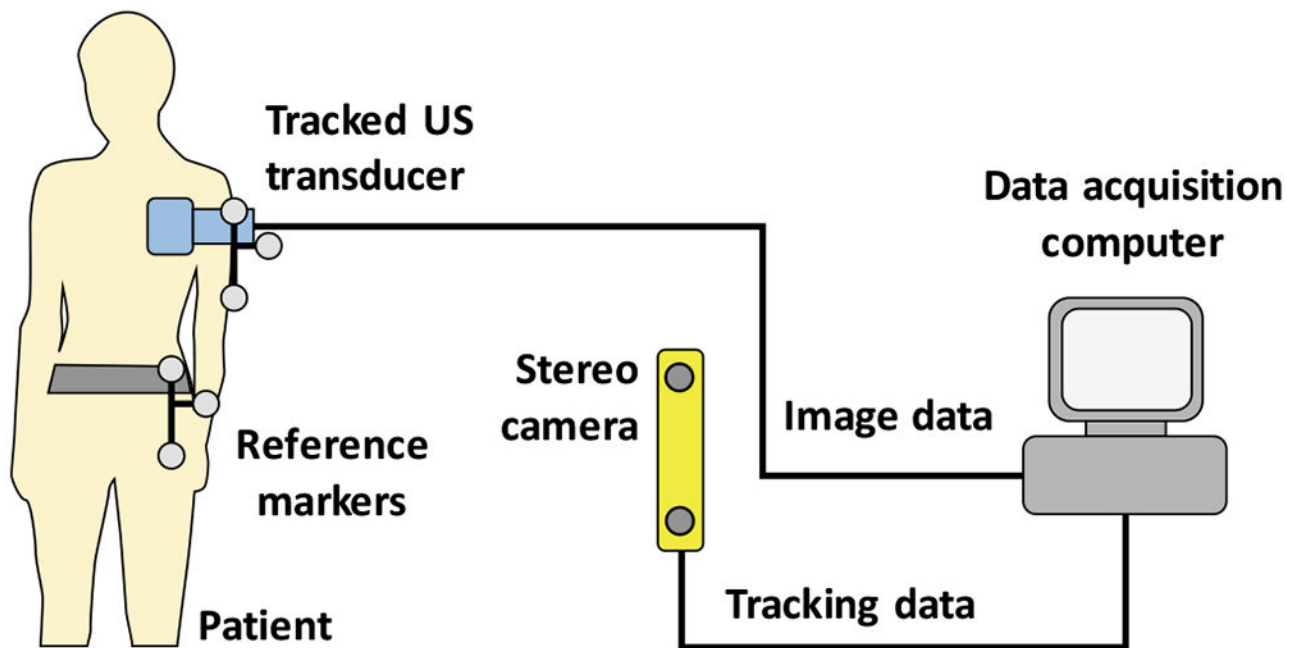 Tracked US
transducer
Data acquisition
computer
Stereo
camera
Image data
Reference
markers
Tracking data
Patient